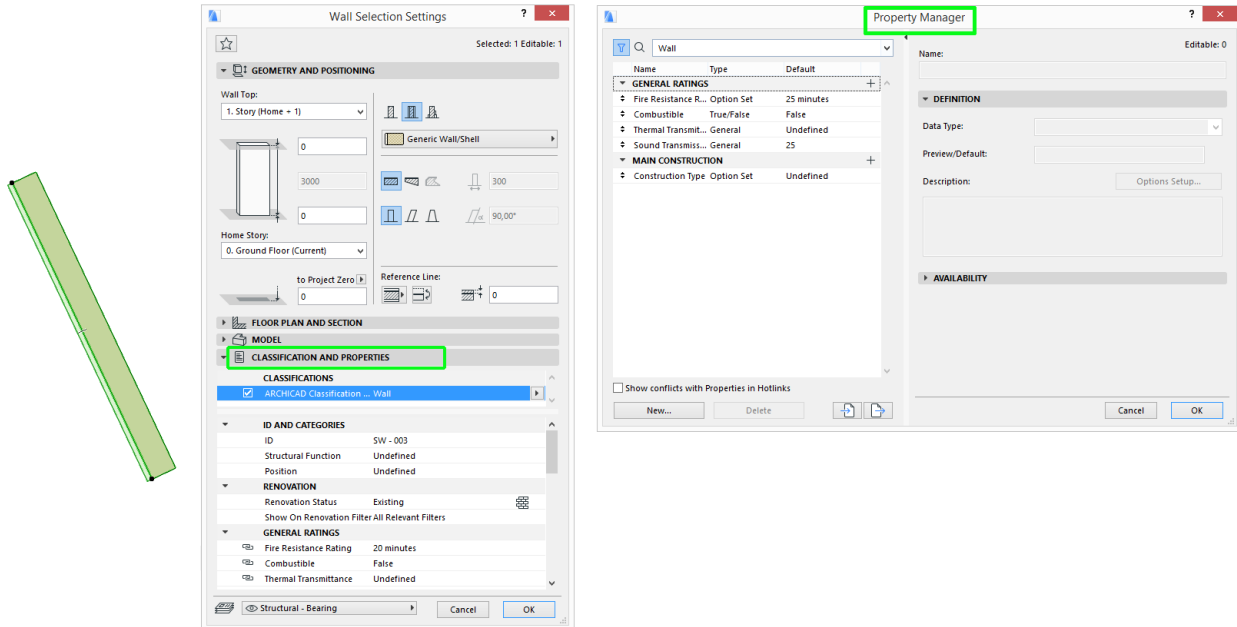 Wall Selection Settings
?
Selected: 1 Editable: 1
GEOMETRY AND POSITIONING
Wall Top:
1. Story (Home + 1)
Generic Wall/Shell
0
3000
300
0
90,00°
Home Story:
0. Ground Floor (Current)
to Project Zero
Reference Line:
0
0
FLOOR PLAN AND SECTION
MODEL
CLASSIFICATION AND PROPERTIES
CLASSIFICATIONS
ARCHICAD Classification ... Wall
ID AND CATEGORIES
ID SW - 003
Structural Function Undefined
Position Undefined
RENOVATION
Renovation Status Existing
Show On Renovation Filter All Relevant Filters
GENERAL RATINGS
Fire Resistance Rating 20 minutes
Combustible False
Thermal Transmittance Undefined
Structural - Bearing
Cancel
OK
Property Manager
?
Wall
Editable: 0
Name Type Default
GENERAL RATINGS
Fire Resistance R... Option Set 25 minutes
Combustible True/False False
Thermal Transmit... General Undefined
Sound Transmiss... General 25
MAIN CONSTRUCTION
Construction Type Option Set Undefined
Show conflicts with Properties in Hotlinks
New...
Delete
Name:
DEFINITION
Data Type:
Preview/Default:
Description:
Options Setup...
AVAILABILITY
Cancel
OK